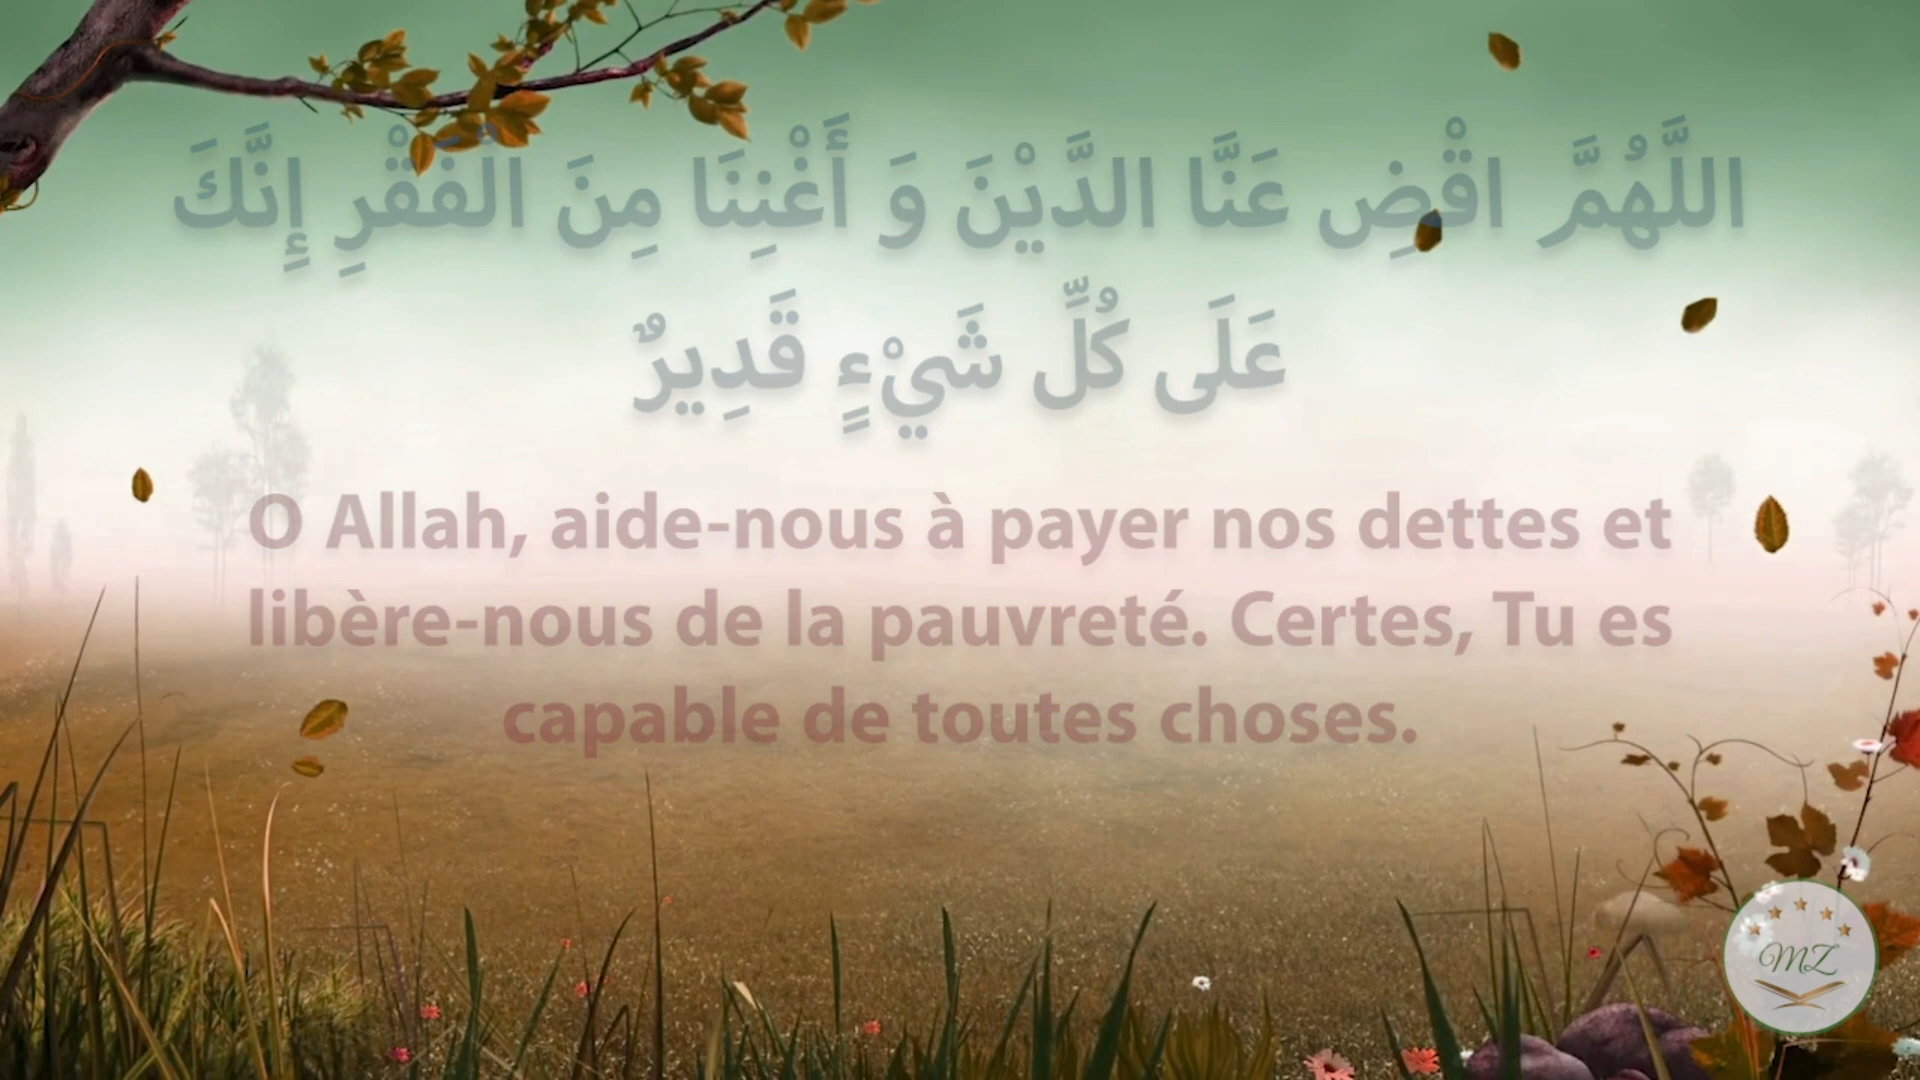 اللَّهُمَّ اقْضِ عَنَّا الدَّيْنَ وَ أَغْنِنَا مِنَ الْفَقْرِ إِنَّكَ
عَلَى كُلِّ شَيْءٍ قَدِيرٌ
O Allah, aide-nous à payer nos dettes et
libère-nous de la pauvreté. Certes, Tu es
capable de toutes choses.
MZ